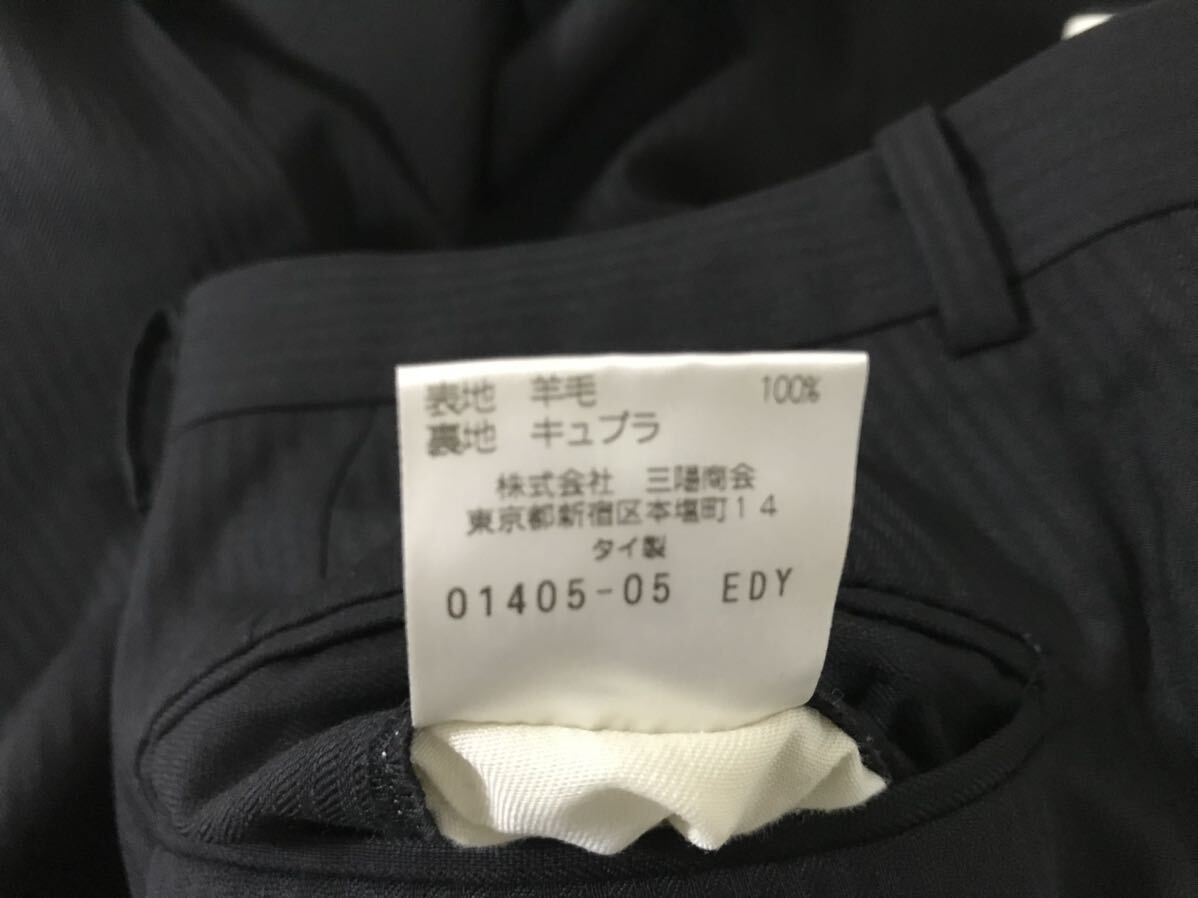 表地 羊毛 100%
裏地 キュプラ
株式会社 三陽商会
東京都新宿区本塩町14
タイ製
01405-05 EDY